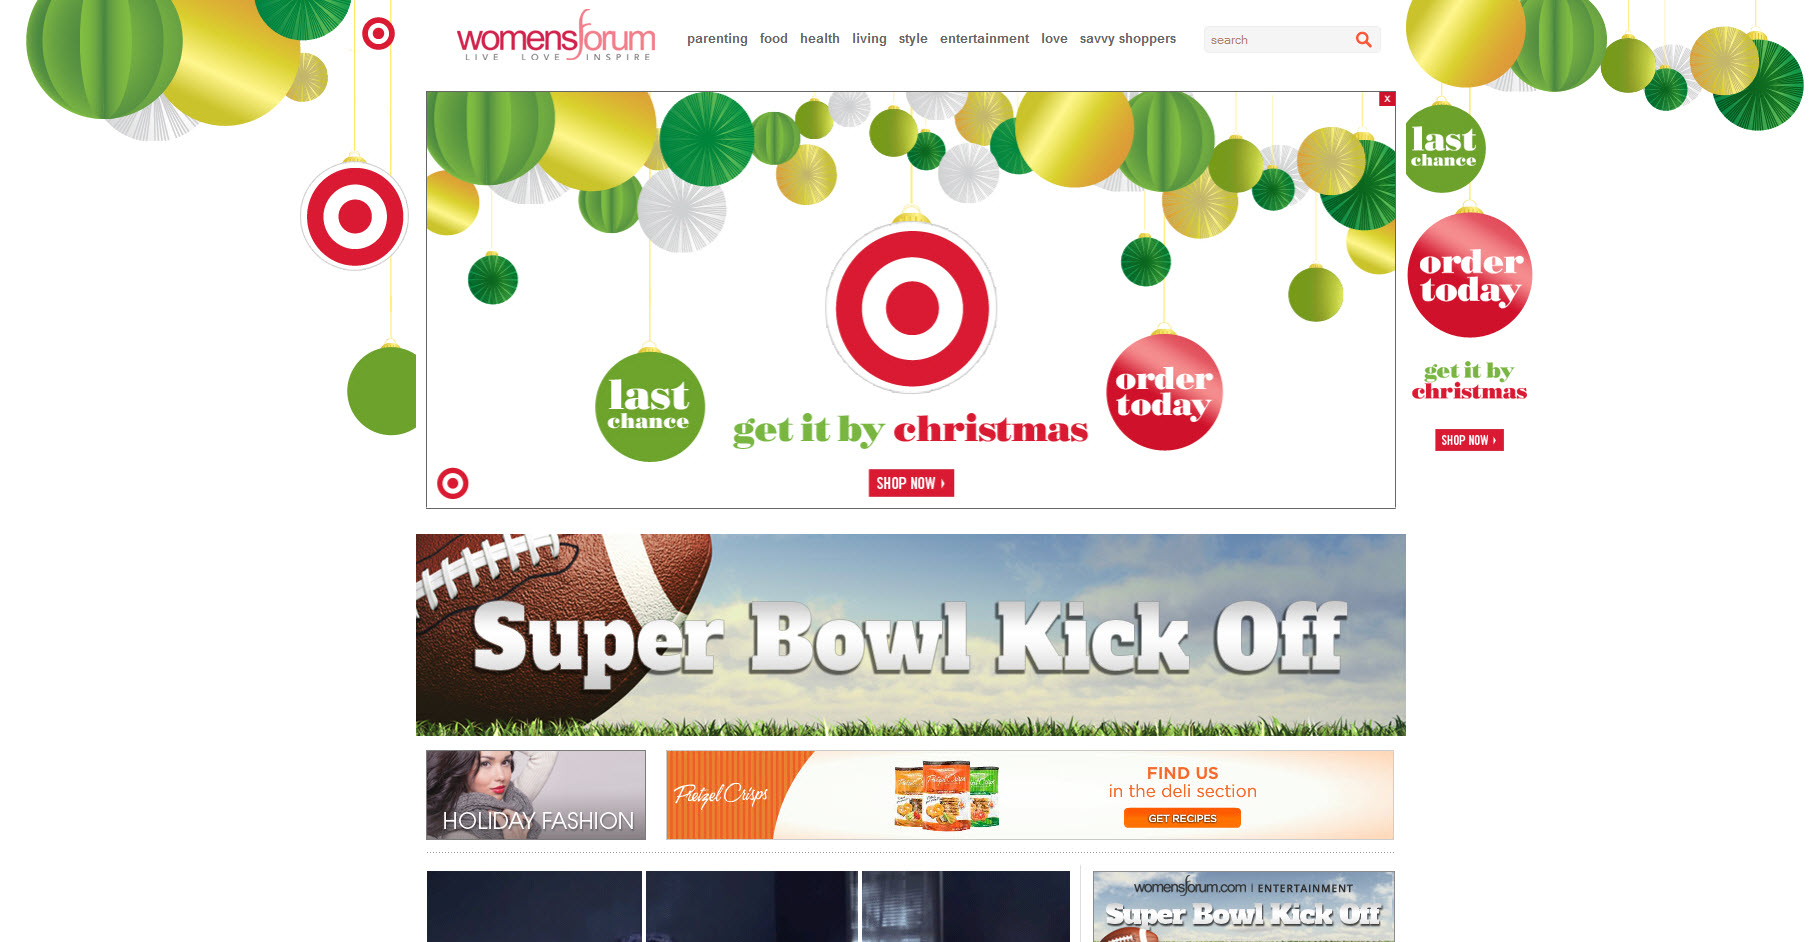 womensforum
LIVE LOVE INSPIRE
parenting food health living style entertainment love savvy shoppers
search
x
last
chance
order
today
get it by
christmas
SHOP NOW
last
chance
get it by christmas
order
today
SHOP NOW
Super Bowl Kick Off
HOLIDAY FASHION
Pretzel Crisps
Pretzel Crisps
FIND US
in the deli section
GET RECIPES
womensforum.com | ENTERTAINMENT
Super Bowl Kick Off